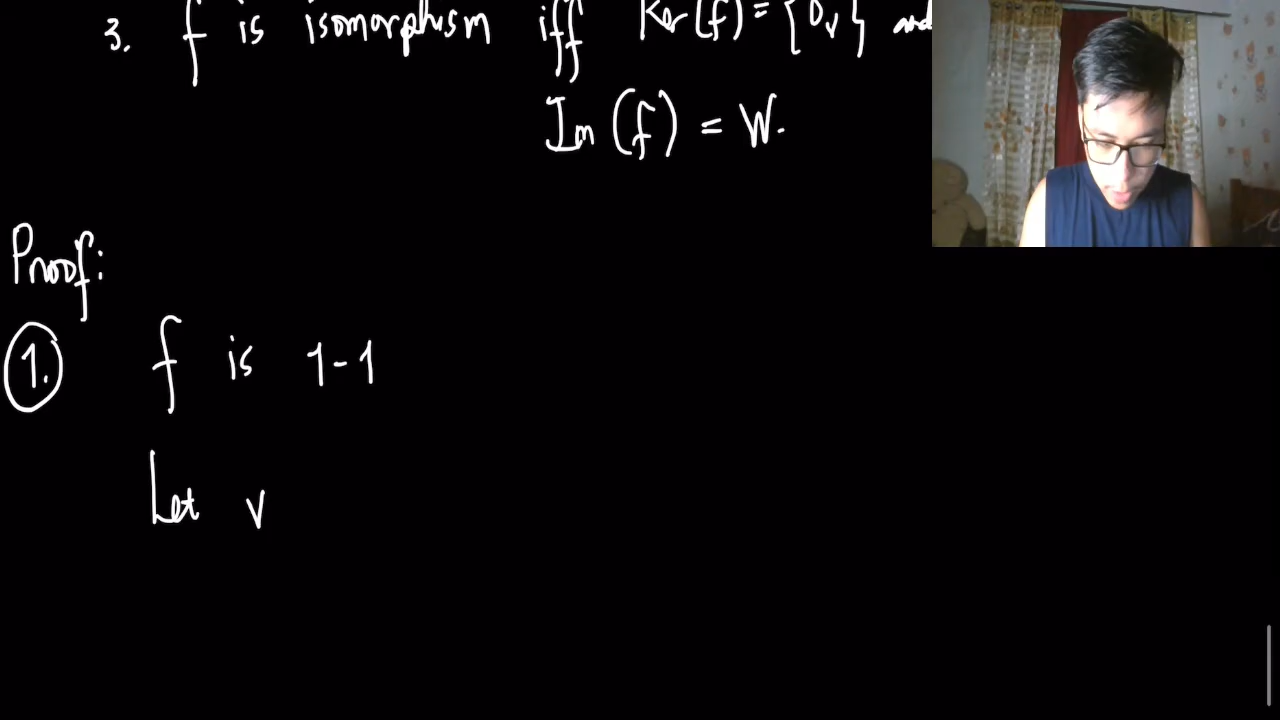 3. f is isomorphism iff Ker(f) = {0_V} and
Im(f) = W.
Proof:
1. f is 1-1
Let v